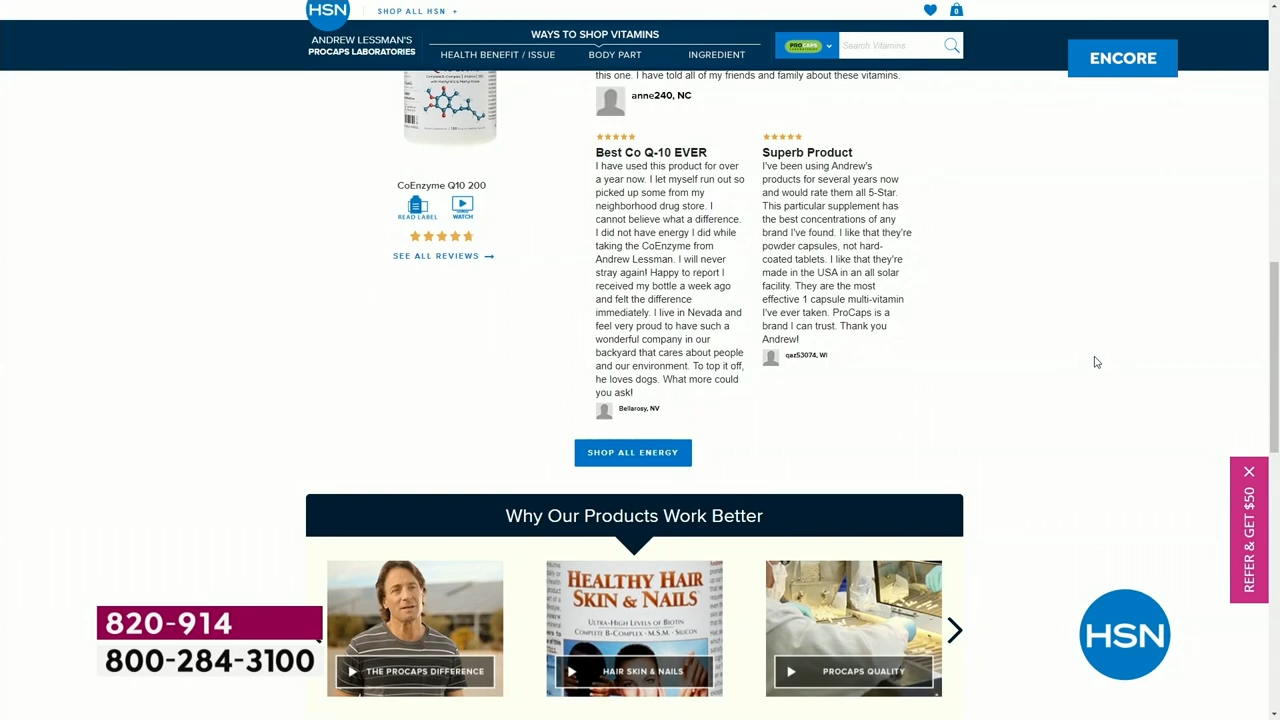 HSN
SHOP ALL HSN +
0
ANDREW LESSMAN'S
PROCAPS LABORATORIES
WAYS TO SHOP VITAMINS
HEALTH BENEFIT / ISSUE
BODY PART
INGREDIENT
PROCAPS
Search Vitamins
ENCORE
this one. I have told all of my friends and family about these vitamins.
anne240, NC
CoEnzyme Q10 200
READ LABEL
WATCH
SEE ALL REVIEWS
Best Co Q-10 EVER
I have used this product for over
a year now. I let myself run out so
picked up some from my
neighborhood drug store. I
cannot believe what a difference.
I did not have energy I did while
taking the CoEnzyme from
Andrew Lessman. I will never
stray again! Happy to report I
received my bottle a week ago
and felt the difference
immediately. I live in Nevada and
feel very proud to have such a
wonderful company in our
backyard that cares about people
and our environment. To top it off,
he loves dogs. What more could
you ask!
Bellarosy, NV
Superb Product
I've been using Andrew's
products for several years now
and would rate them all 5-Star.
This particular supplement has
the best concentrations of any
brand I've found. I like that they're
powder capsules, not hard-
coated tablets. I like that they're
made in the USA in an all solar
facility. They are the most
effective 1 capsule multi-vitamin
I've ever taken. ProCaps is a
brand I can trust. Thank you
Andrew!
qaz53074, WI
SHOP ALL ENERGY
Why Our Products Work Better
THE PROCAPS DIFFERENCE
HEALTHY HAIR
SKIN & NAILS
ULTRA-HIGH LEVELS OF BIOTIN
COMPLETE B-COMPLEX • M.S.M. • SILICON
HAIR SKIN & NAILS
PROCAPS QUALITY
REFER & GET $50
820-914
800-284-3100
HSN